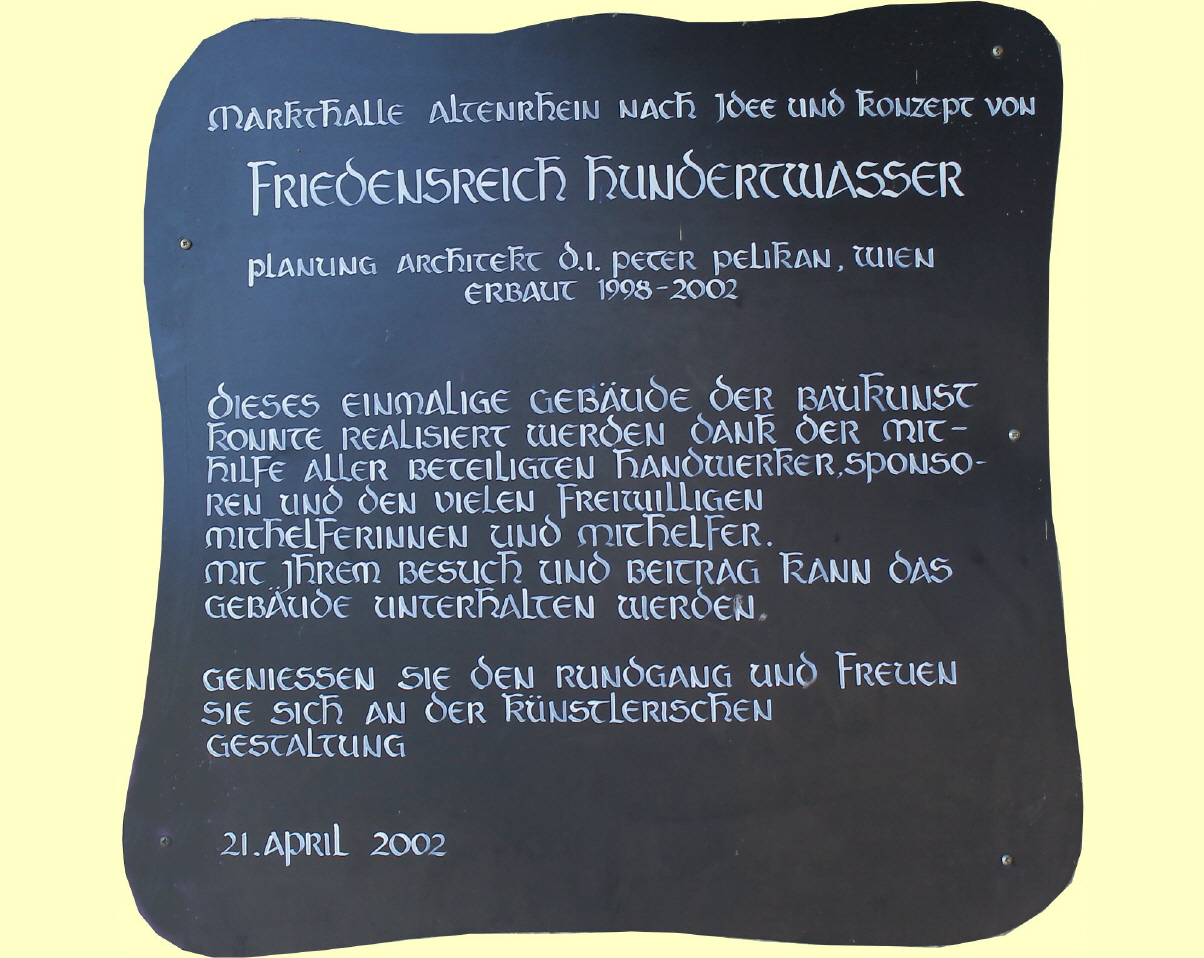 Markthalle Altenrhein nach Idee und Konzept von
Friedensreich Hundertwasser
Planung Architekt D.I. Peter Pelikan, Wien
erbaut 1998-2002
Dieses einmalige Gebäude der Baukunst
konnte realisiert werden dank der Mit-
hilfe aller beteiligten Handwerker, Sponso-
ren und den vielen freiwilligen
Mithelferinnen und Mithelfer.
Mit Ihrem Besuch und Beitrag kann das
Gebäude unterhalten werden.
Geniessen Sie den Rundgang und freuen
Sie sich an der künstlerischen
Gestaltung
21. April 2002